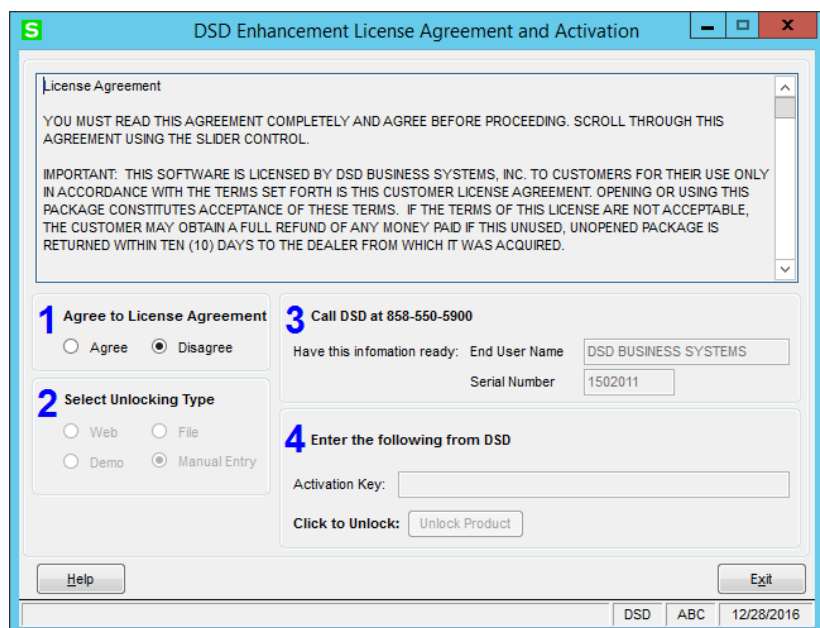 S
DSD Enhancement License Agreement and Activation
License Agreement
YOU MUST READ THIS AGREEMENT COMPLETELY AND AGREE BEFORE PROCEEDING. SCROLL THROUGH THIS
AGREEMENT USING THE SLIDER CONTROL.
IMPORTANT:  THIS SOFTWARE IS LICENSED BY DSD BUSINESS SYSTEMS, INC. TO CUSTOMERS FOR THEIR USE ONLY
IN ACCORDANCE WITH THE TERMS SET FORTH IS THIS CUSTOMER LICENSE AGREEMENT. OPENING OR USING THIS
PACKAGE CONSTITUTES ACCEPTANCE OF THESE TERMS.  IF THE TERMS OF THIS LICENSE ARE NOT ACCEPTABLE,
THE CUSTOMER MAY OBTAIN A FULL REFUND OF ANY MONEY PAID IF THIS UNUSED, UNOPENED PACKAGE IS
RETURNED WITHIN TEN (10) DAYS TO THE DEALER FROM WHICH IT WAS ACQUIRED.
1 Agree to License Agreement
Agree Disagree
2 Select Unlocking Type
Web File
Demo Manual Entry
3 Call DSD at 858-550-5900
Have this infomation ready: End User Name DSD BUSINESS SYSTEMS
Serial Number 1502011
4 Enter the following from DSD
Activation Key:
Click to Unlock: Unlock Product
Help Exit
DSD ABC 12/28/2016